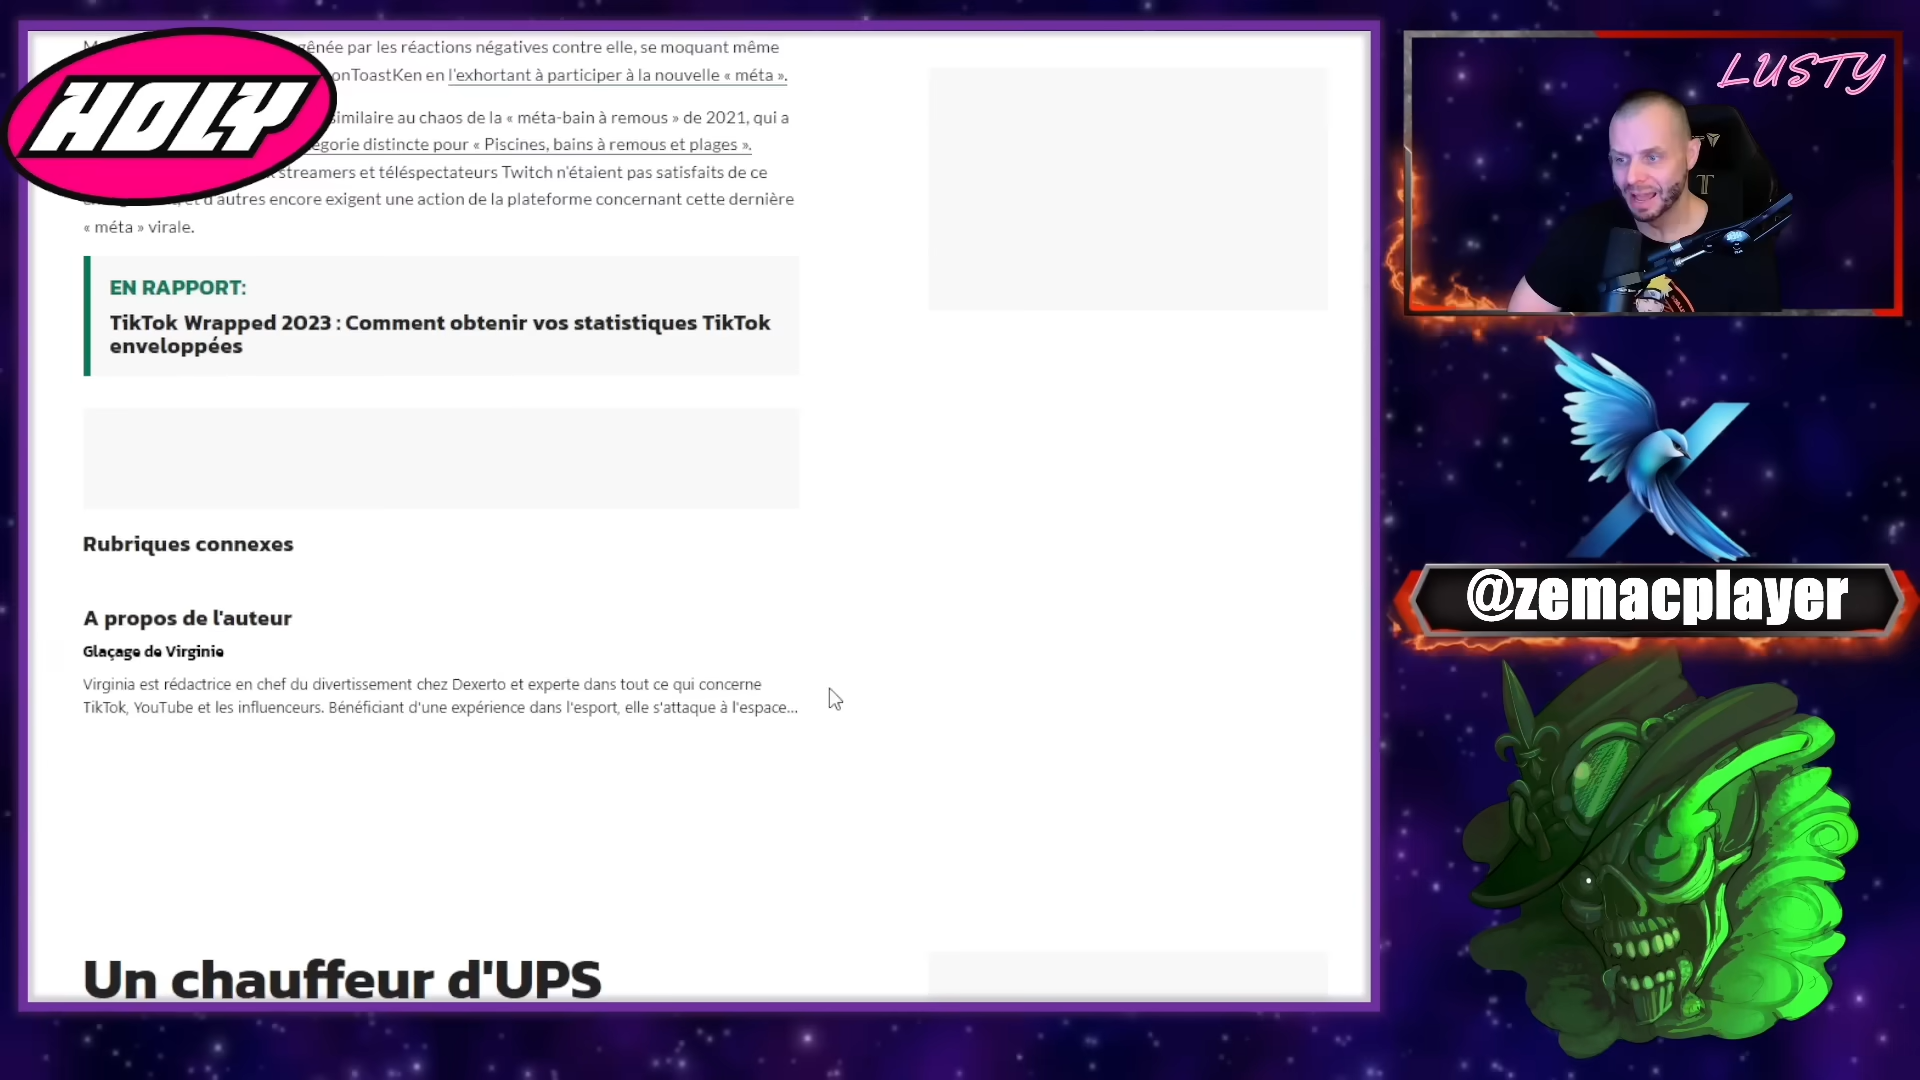 HOLY
gênée par les réactions négatives contre elle, se moquant même
onToastKen en l'exhortant à participer à la nouvelle « méta ».
similaire au chaos de la « méta-bain à remous » de 2021, qui a
égorie distincte pour « Piscines, bains à remous et plages ».
streamers et téléspectateurs Twitch n'étaient pas satisfaits de ce
et d'autres encore exigent une action de la plateforme concernant cette dernière
« méta » virale.
EN RAPPORT:
TikTok Wrapped 2023 : Comment obtenir vos statistiques TikTok
enveloppées
Rubriques connexes
A propos de l'auteur
Glaçage de Virginie
Virginia est rédactrice en chef du divertissement chez Dexerto et experte dans tout ce qui concerne
TikTok, YouTube et les influenceurs. Bénéficiant d'une expérience dans l'esport, elle s'attaque à l'espace...
Un chauffeur d'UPS
LUSTY
@zemacplayer